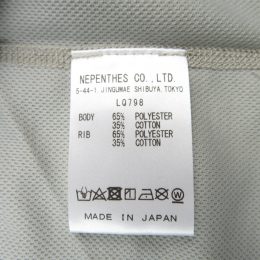 NEPENTHES CO.,LTD.
5-44-1, JINGUMAE SHIBUYA, TOKYO
LQ798
BODY 65% POLYESTER
35% COTTON
RIB 65% POLYESTER
35% COTTON
MADE IN JAPAN